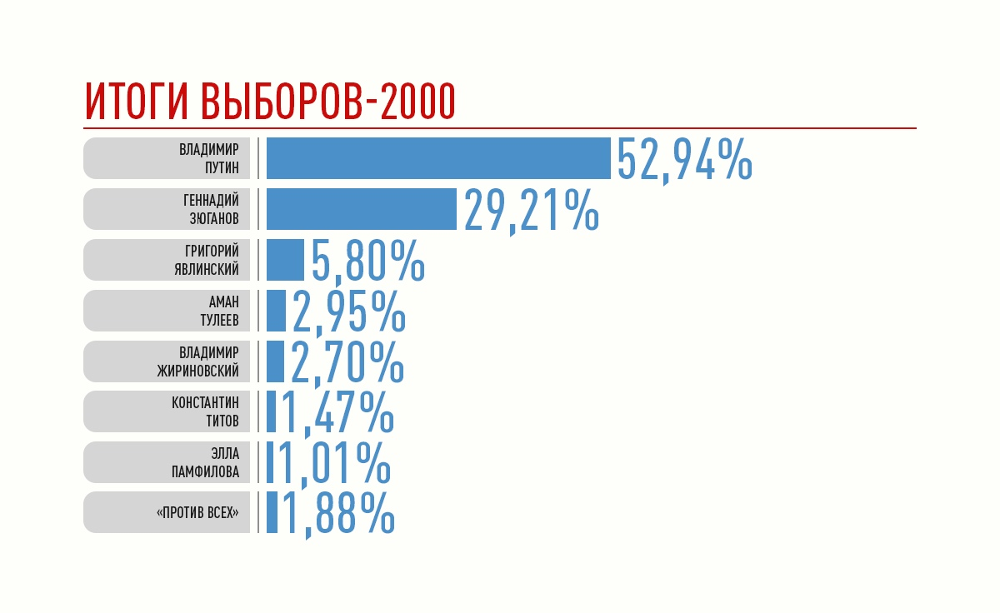 ИТОГИ ВЫБОРОВ-2000
ВЛАДИМИР
ПУТИН
52,94%
ГЕННАДИЙ
ЗЮГАНОВ
29,21%
ГРИГОРИЙ
ЯВЛИНСКИЙ
5,80%
АМАН
ТУЛЕЕВ
2,95%
ВЛАДИМИР
ЖИРИНОВСКИЙ
2,70%
КОНСТАНТИН
ТИТОВ
1,47%
ЭЛЛА
ПАМФИЛОВА
1,01%
«ПРОТИВ ВСЕХ»
1,88%